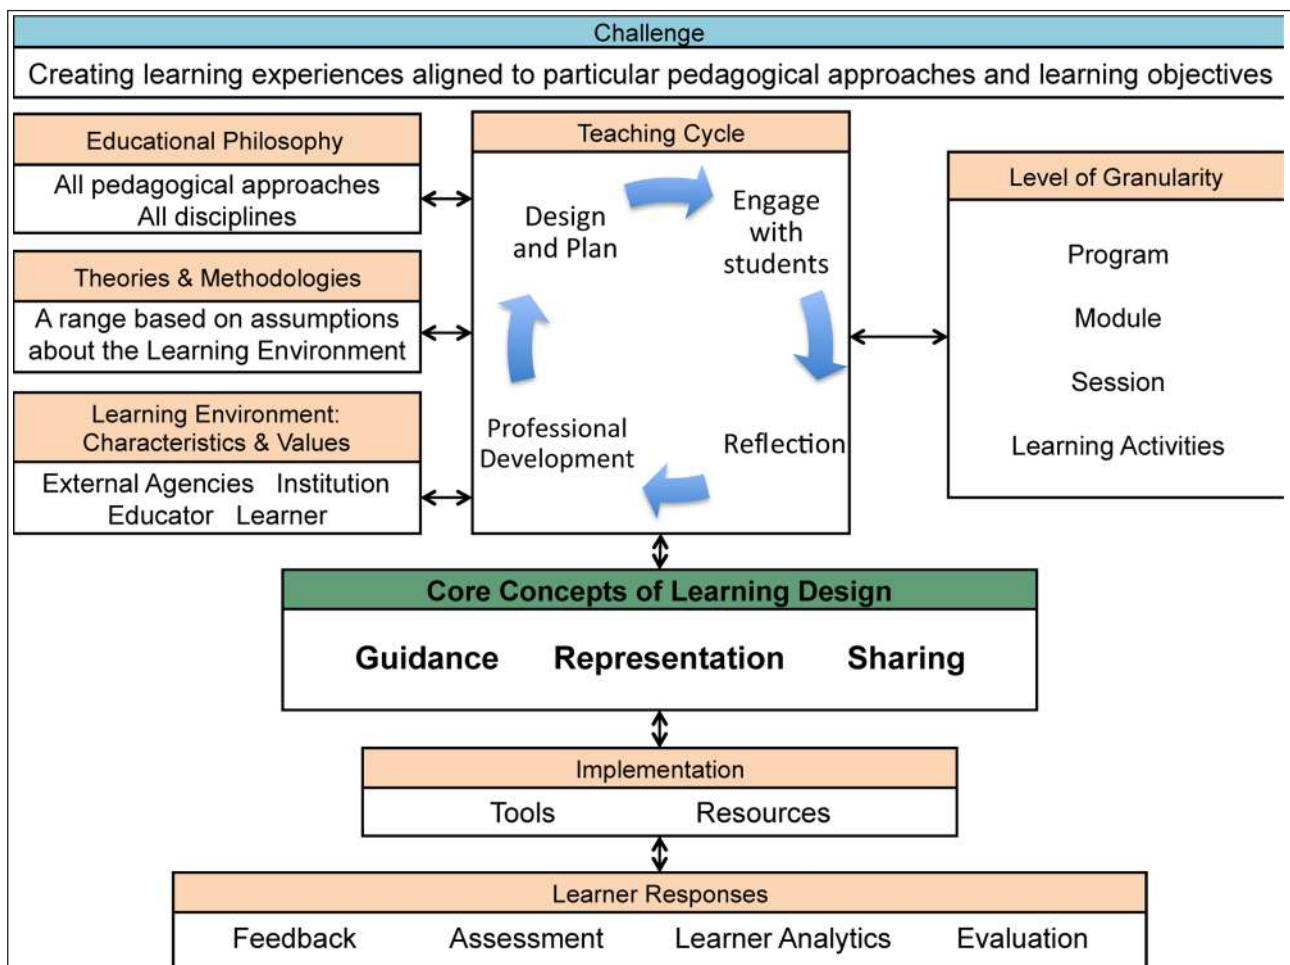 Challenge
Creating learning experiences aligned to particular pedagogical approaches and learning objectives
Educational Philosophy
All pedagogical approaches
All disciplines
Theories & Methodologies
A range based on assumptions
about the Learning Environment
Learning Environment:
Characteristics & Values
External Agencies Institution
Educator Learner
Teaching Cycle
Design
and Plan
Engage
with
students
Reflection
Professional
Development
Level of Granularity
Program
Module
Session
Learning Activities
Core Concepts of Learning Design
Guidance Representation Sharing
Implementation
Tools Resources
Learner Responses
Feedback Assessment Learner Analytics Evaluation